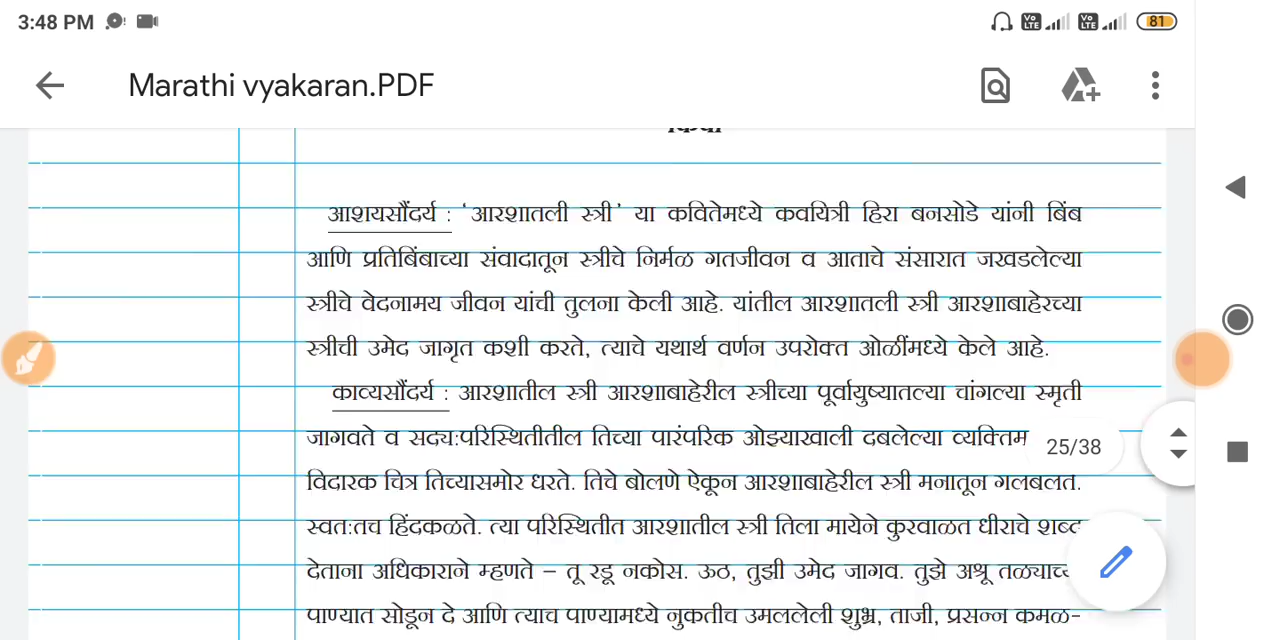 3:48 PM
81
Marathi vyakaran.PDF
आशयसौंदर्य : ‘आरशातली स्त्री’ या कवितेमध्ये कवयित्री हिरा बनसोडे यांनी बिंब
आणि प्रतिबिंबाच्या संवादातून स्त्रीचे निर्मळ गतजीवन व आताचे संसारात जखडलेल्या
स्त्रीचे वेदनामय जीवन यांची तुलना केली आहे. यांतील आरशातली स्त्री आरशाबाहेरच्या
स्त्रीची उमेद जागृत कशी करते, त्याचे यथार्थ वर्णन उपरोक्त ओळींमध्ये केले आहे.
काव्यसौंदर्य : आरशातील स्त्री आरशाबाहेरील स्त्रीच्या पूर्वायुष्यातल्या चांगल्या स्मृती
जागवते व सद्य:परिस्थितीतील तिच्या पारंपरिक ओझ्याखाली दबलेल्या
25/38
विदारक चित्र तिच्यासमोर धरते. तिचे बोलणे ऐकून आरशाबाहेरील स्त्री मनातून गलबलत.
स्वत:तच हिंदकळते. त्या परिस्थितीत आरशातील स्त्री तिला मायेने कुरवाळत धीराचे शब्द
देताना अधिकाराने म्हणते – तू रडू नकोस. ऊठ, तुझी उमेद जागव. तुझे अश्रू
पाण्यात सोडून दे आणि त्याच पाण्यामध्ये नुकतीच उमललेली शुभ्र, ताजी, प्रसन्न कमळ-